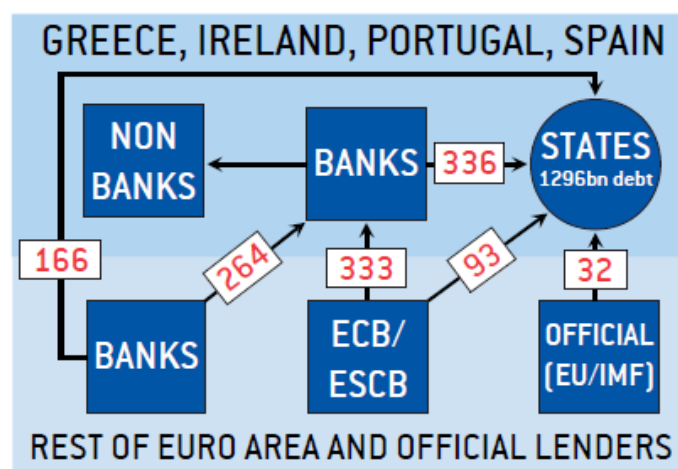 GREECE, IRELAND, PORTUGAL, SPAIN
NON
BANKS
BANKS
336
STATES
1296bn debt
166
264
333
93
32
BANKS
ECB/
ESCB
OFFICIAL
(EU/IMF)
REST OF EURO AREA AND OFFICIAL LENDERS